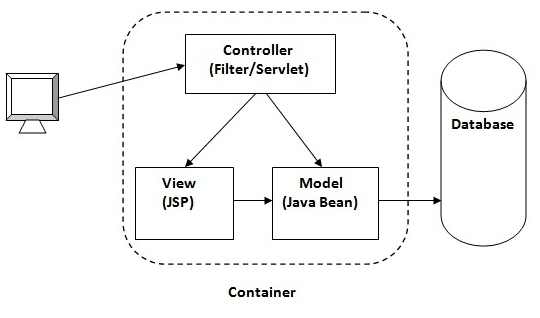 Controller
(Filter/Servlet)
Database
View
(JSP)
Model
(Java Bean)
Container